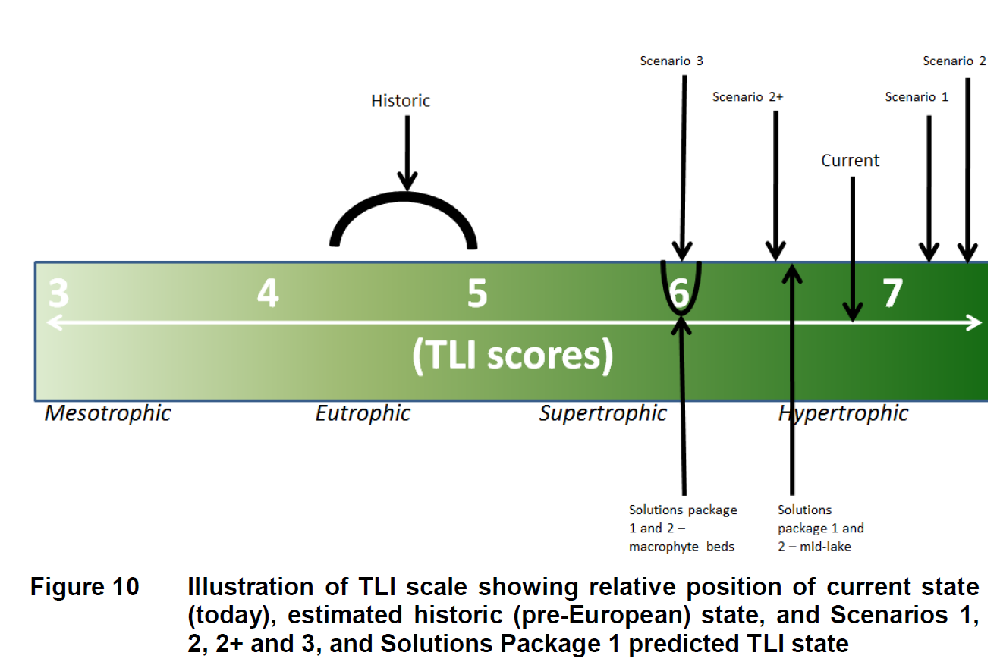 Scenario 3
Scenario 2
Scenario 2+
Scenario 1
Historic
Current
3 4 5 6 7
(TLI scores)
Mesotrophic Eutrophic Supertrophic Hypertrophic
Solutions package
1 and 2 –
macrophyte beds
Solutions
package 1 and
2 – mid-lake
Figure 10 Illustration of TLI scale showing relative position of current state
(today), estimated historic (pre-European) state, and Scenarios 1,
2, 2+ and 3, and Solutions Package 1 predicted TLI state